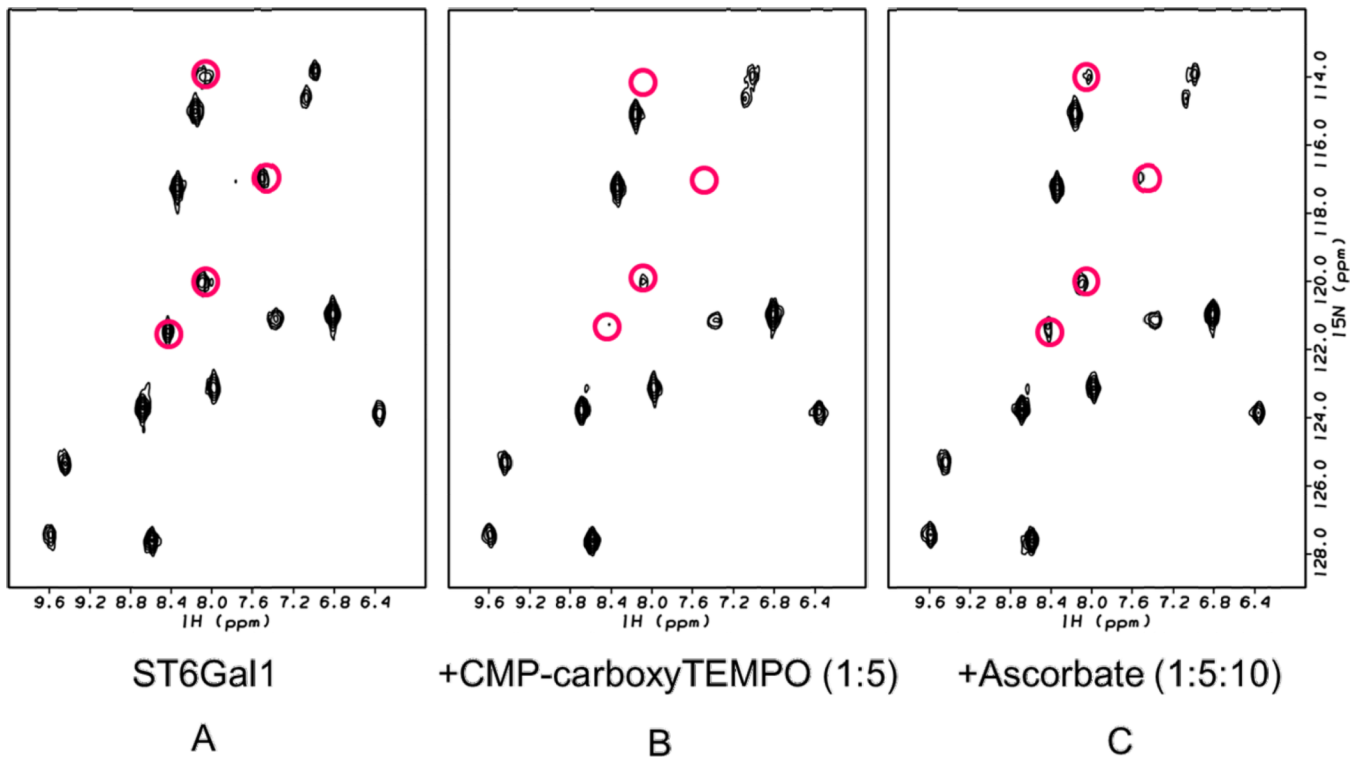 114.0
116.0
118.0
120.0
122.0
124.0
126.0
128.0
15N (ppm)
9.6 9.2 8.8 8.4 8.0 7.6 7.2 6.8 6.4
1H (ppm)
9.6 9.2 8.8 8.4 8.0 7.6 7.2 6.8 6.4
1H (ppm)
9.6 9.2 8.8 8.4 8.0 7.6 7.2 6.8 6.4
1H (ppm)
ST6Gal1
+CMP-carboxyTEMPO (1:5)
+Ascorbate (1:5:10)
A
B
C